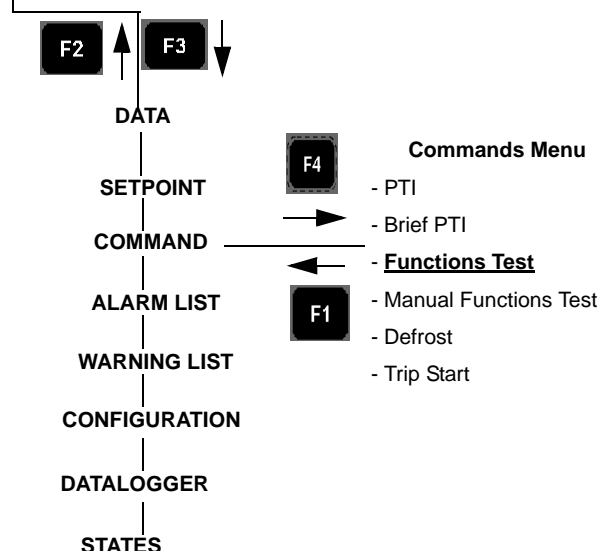 F2
F3
DATA
SETPOINT
COMMAND
ALARM LIST
WARNING LIST
CONFIGURATION
DATALOGGER
STATES
F4
F1
Commands Menu
- PTI
- Brief PTI
- Functions Test
- Manual Functions Test
- Defrost
- Trip Start